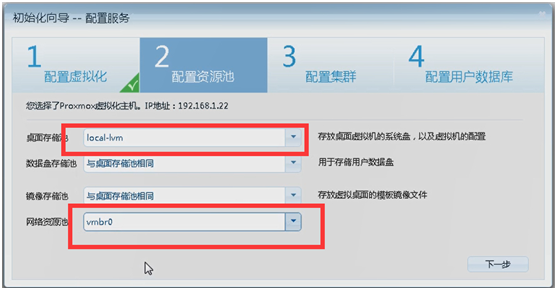 初始化向导 -- 配置服务
1 配置虚拟化
2 配置资源池
3 配置集群
4 配置用户数据库
您选择了Proxmox虚拟化主机。IP地址：192.168.1.22
桌面存储池 local-lvm 存放桌面虚拟机的系统盘，以及虚拟机的配置
数据盘存储池 与桌面存储池相同 用于存储用户数据盘
镜像存储池 与桌面存储池相同 存放虚拟桌面的模板镜像文件
网络资源池 vmbr0
下一步